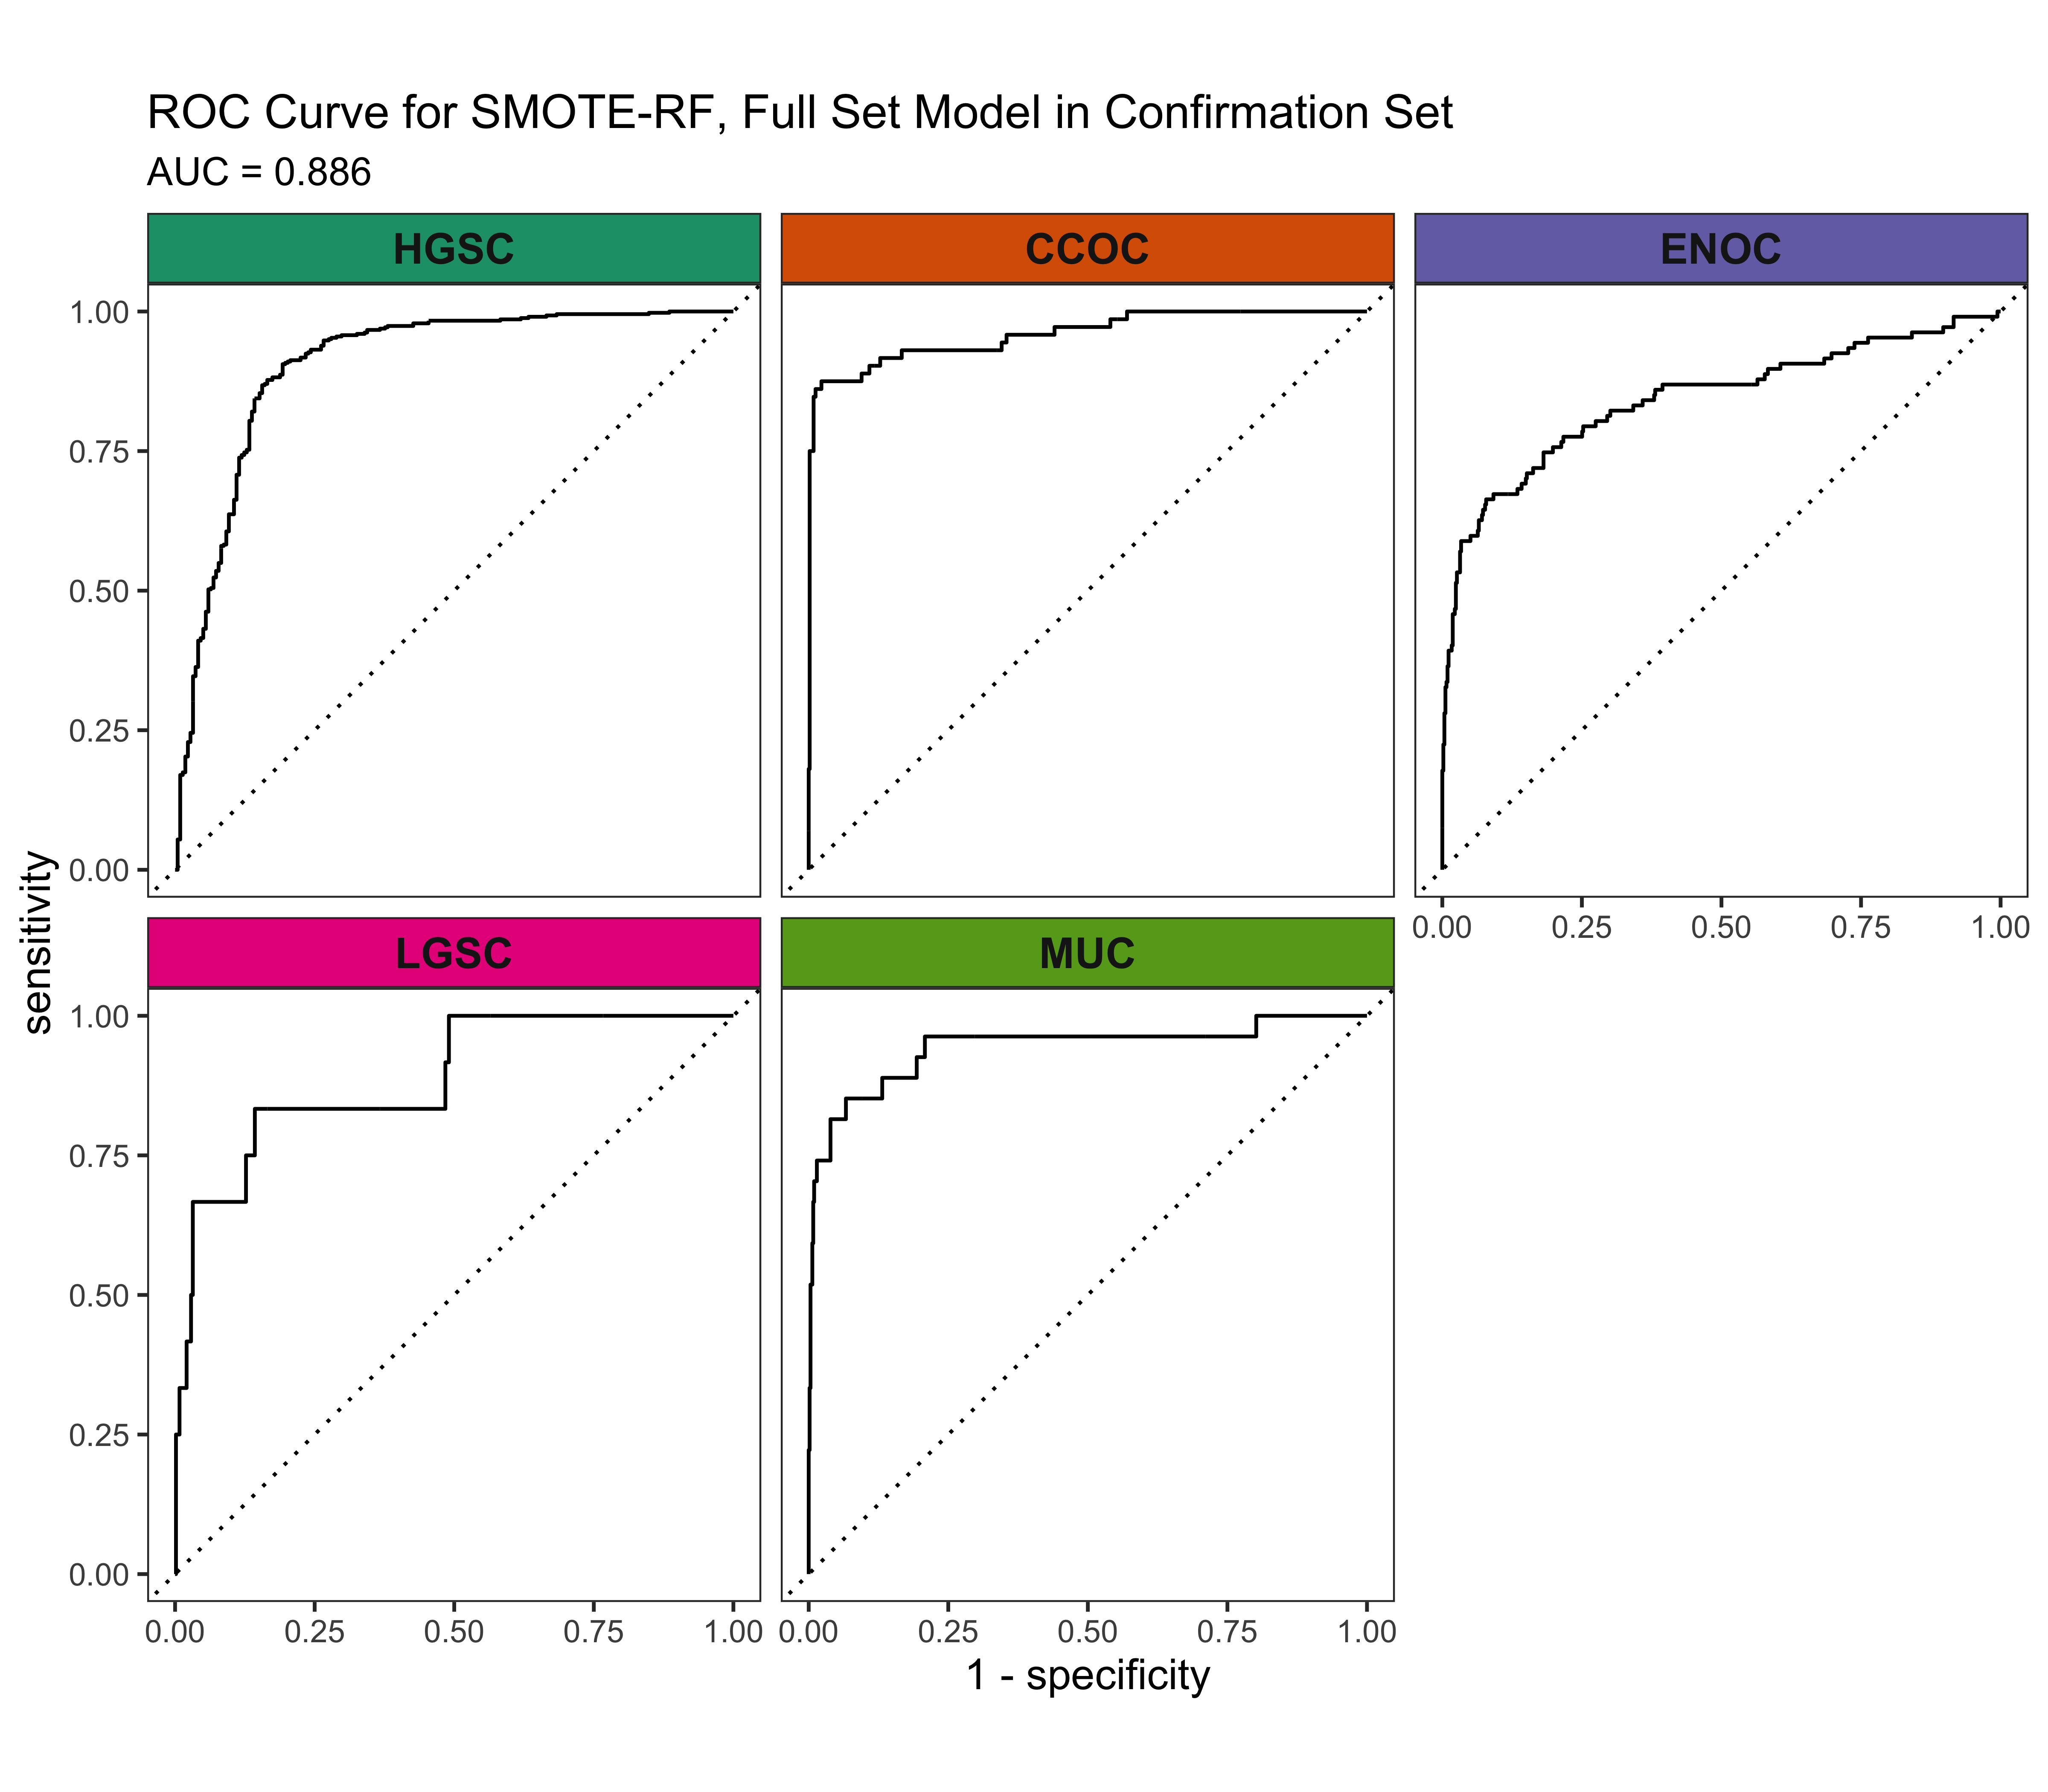 ROC Curve for SMOTE-RF, Full Set Model in Confirmation Set
AUC = 0.886
HGSC
CCOC
ENOC
1.00
0.75
0.50
0.25
0.00
0.00 0.25 0.50 0.75 1.00
sensitivity
LGSC
MUC
1.00
0.75
0.50
0.25
0.00
0.00 0.25 0.50 0.75 1.00
0.00 0.25 0.50 0.75 1.00
1 - specificity